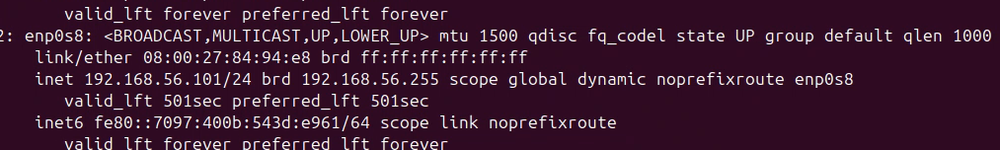 valid_lft forever preferred_lft forever
2: enp0s8: <BROADCAST,MULTICAST,UP,LOWER_UP> mtu 1500 qdisc fq_codel state UP group default qlen 1000
link/ether 08:00:27:84:94:e8 brd ff:ff:ff:ff:ff:ff
inet 192.168.56.101/24 brd 192.168.56.255 scope global dynamic noprefixroute enp0s8
valid_lft 501sec preferred_lft 501sec
inet6 fe80::7097:400b:543d:e961/64 scope link noprefixroute
valid_lft forever preferred_lft forever